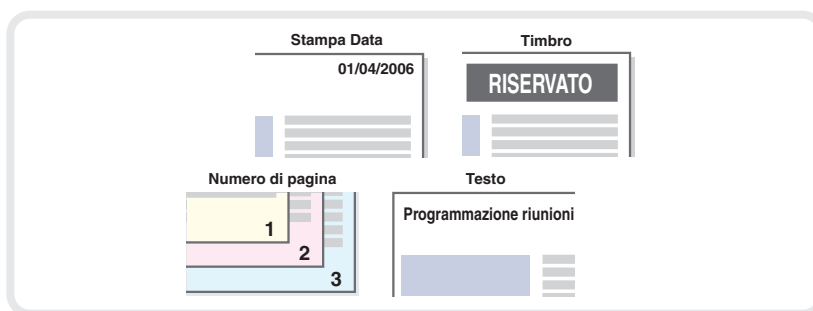 Stampa Data
01/04/2006
Timbro
RISERVATO
Numero di pagina
1
2
3
Testo
Programmazione riunioni